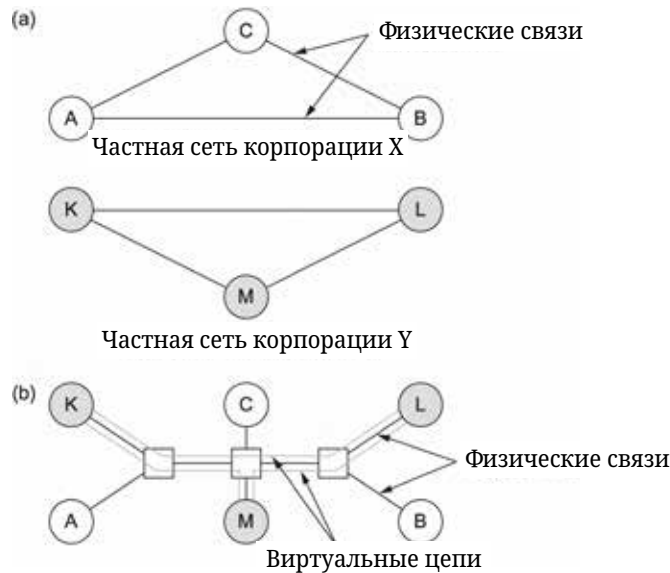 (a)
C
Физические связи
A
B
Частная сеть корпорации X
K
L
M
Частная сеть корпорации Y
(b)
K
C
L
Физические связи
A
M
B
Виртуальные цепи